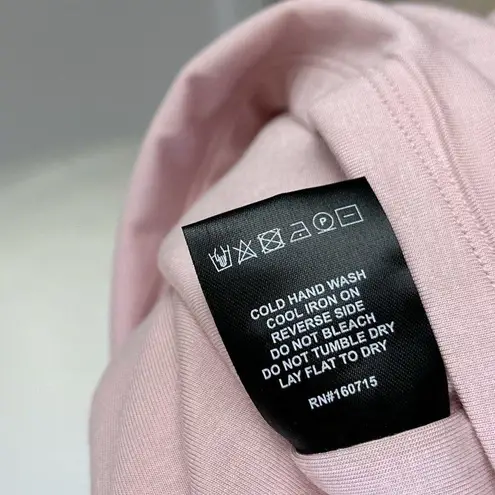 P
COLD HAND WASH
COOL IRON ON
REVERSE SIDE
DO NOT BLEACH
DO NOT TUMBLE DRY
LAY FLAT TO DRY
RN#160715